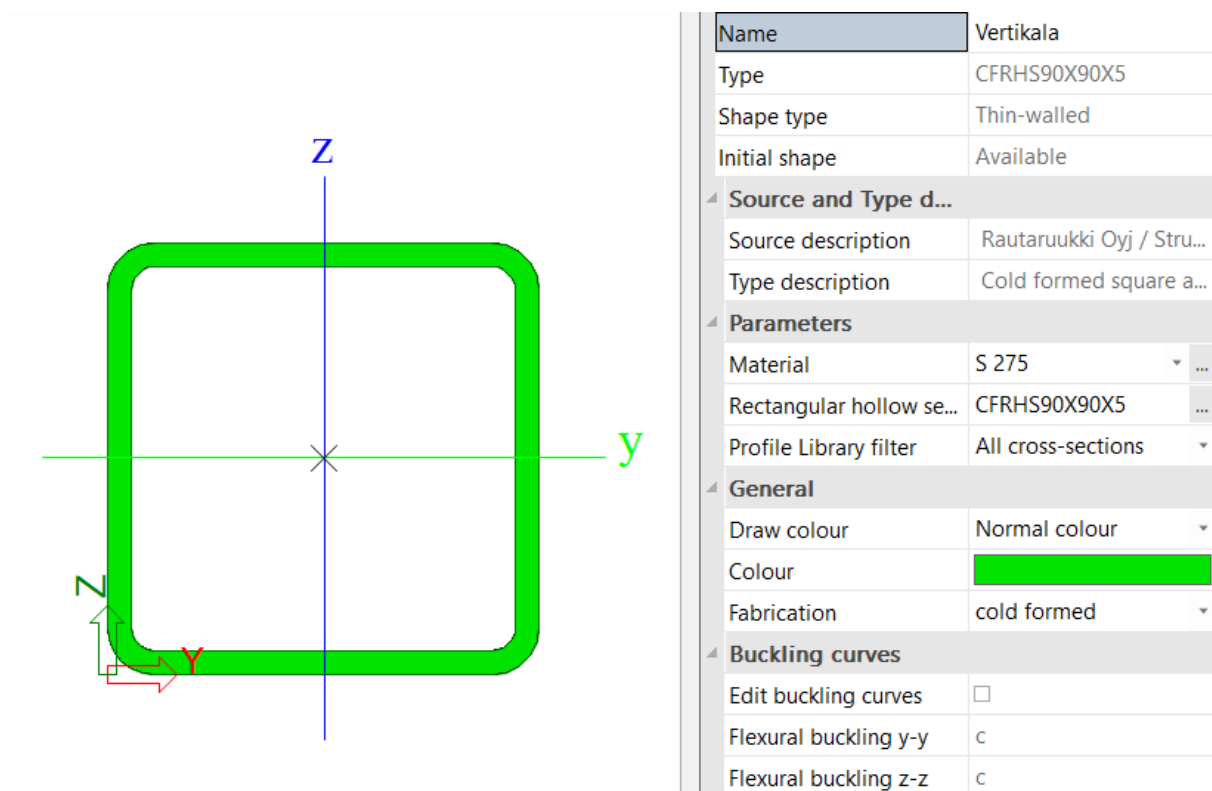 Name Vertikala
Type CFRHS90X90X5
Shape type Thin-walled
Initial shape Available
Source and Type d...
Source description Rautaruukki Oyj / Stru...
Type description Cold formed square a...
Parameters
Material S 275 ...
Rectangular hollow se... CFRHS90X90X5 ...
Profile Library filter All cross-sections
General
Draw colour Normal colour
Colour
Fabrication cold formed
Buckling curves
Edit buckling curves
Flexural buckling y-y c
Flexural buckling z-z c
z
y
Z
Y